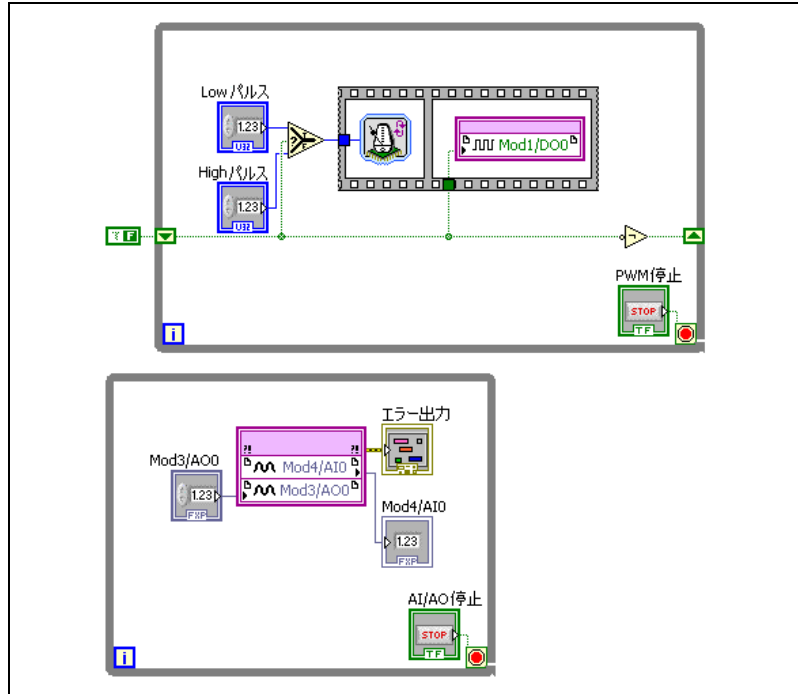 Lowパルス
1.23
U32
Highパルス
1.23
U32
Mod1/DO0
TF
PWM停止
STOP
TF
i
エラー出力
Mod3/AO0
1.23
FXP
Mod4/AI0
Mod3/AO0
Mod4/AI0
1.23
FXP
AI/AO停止
STOP
TF
i